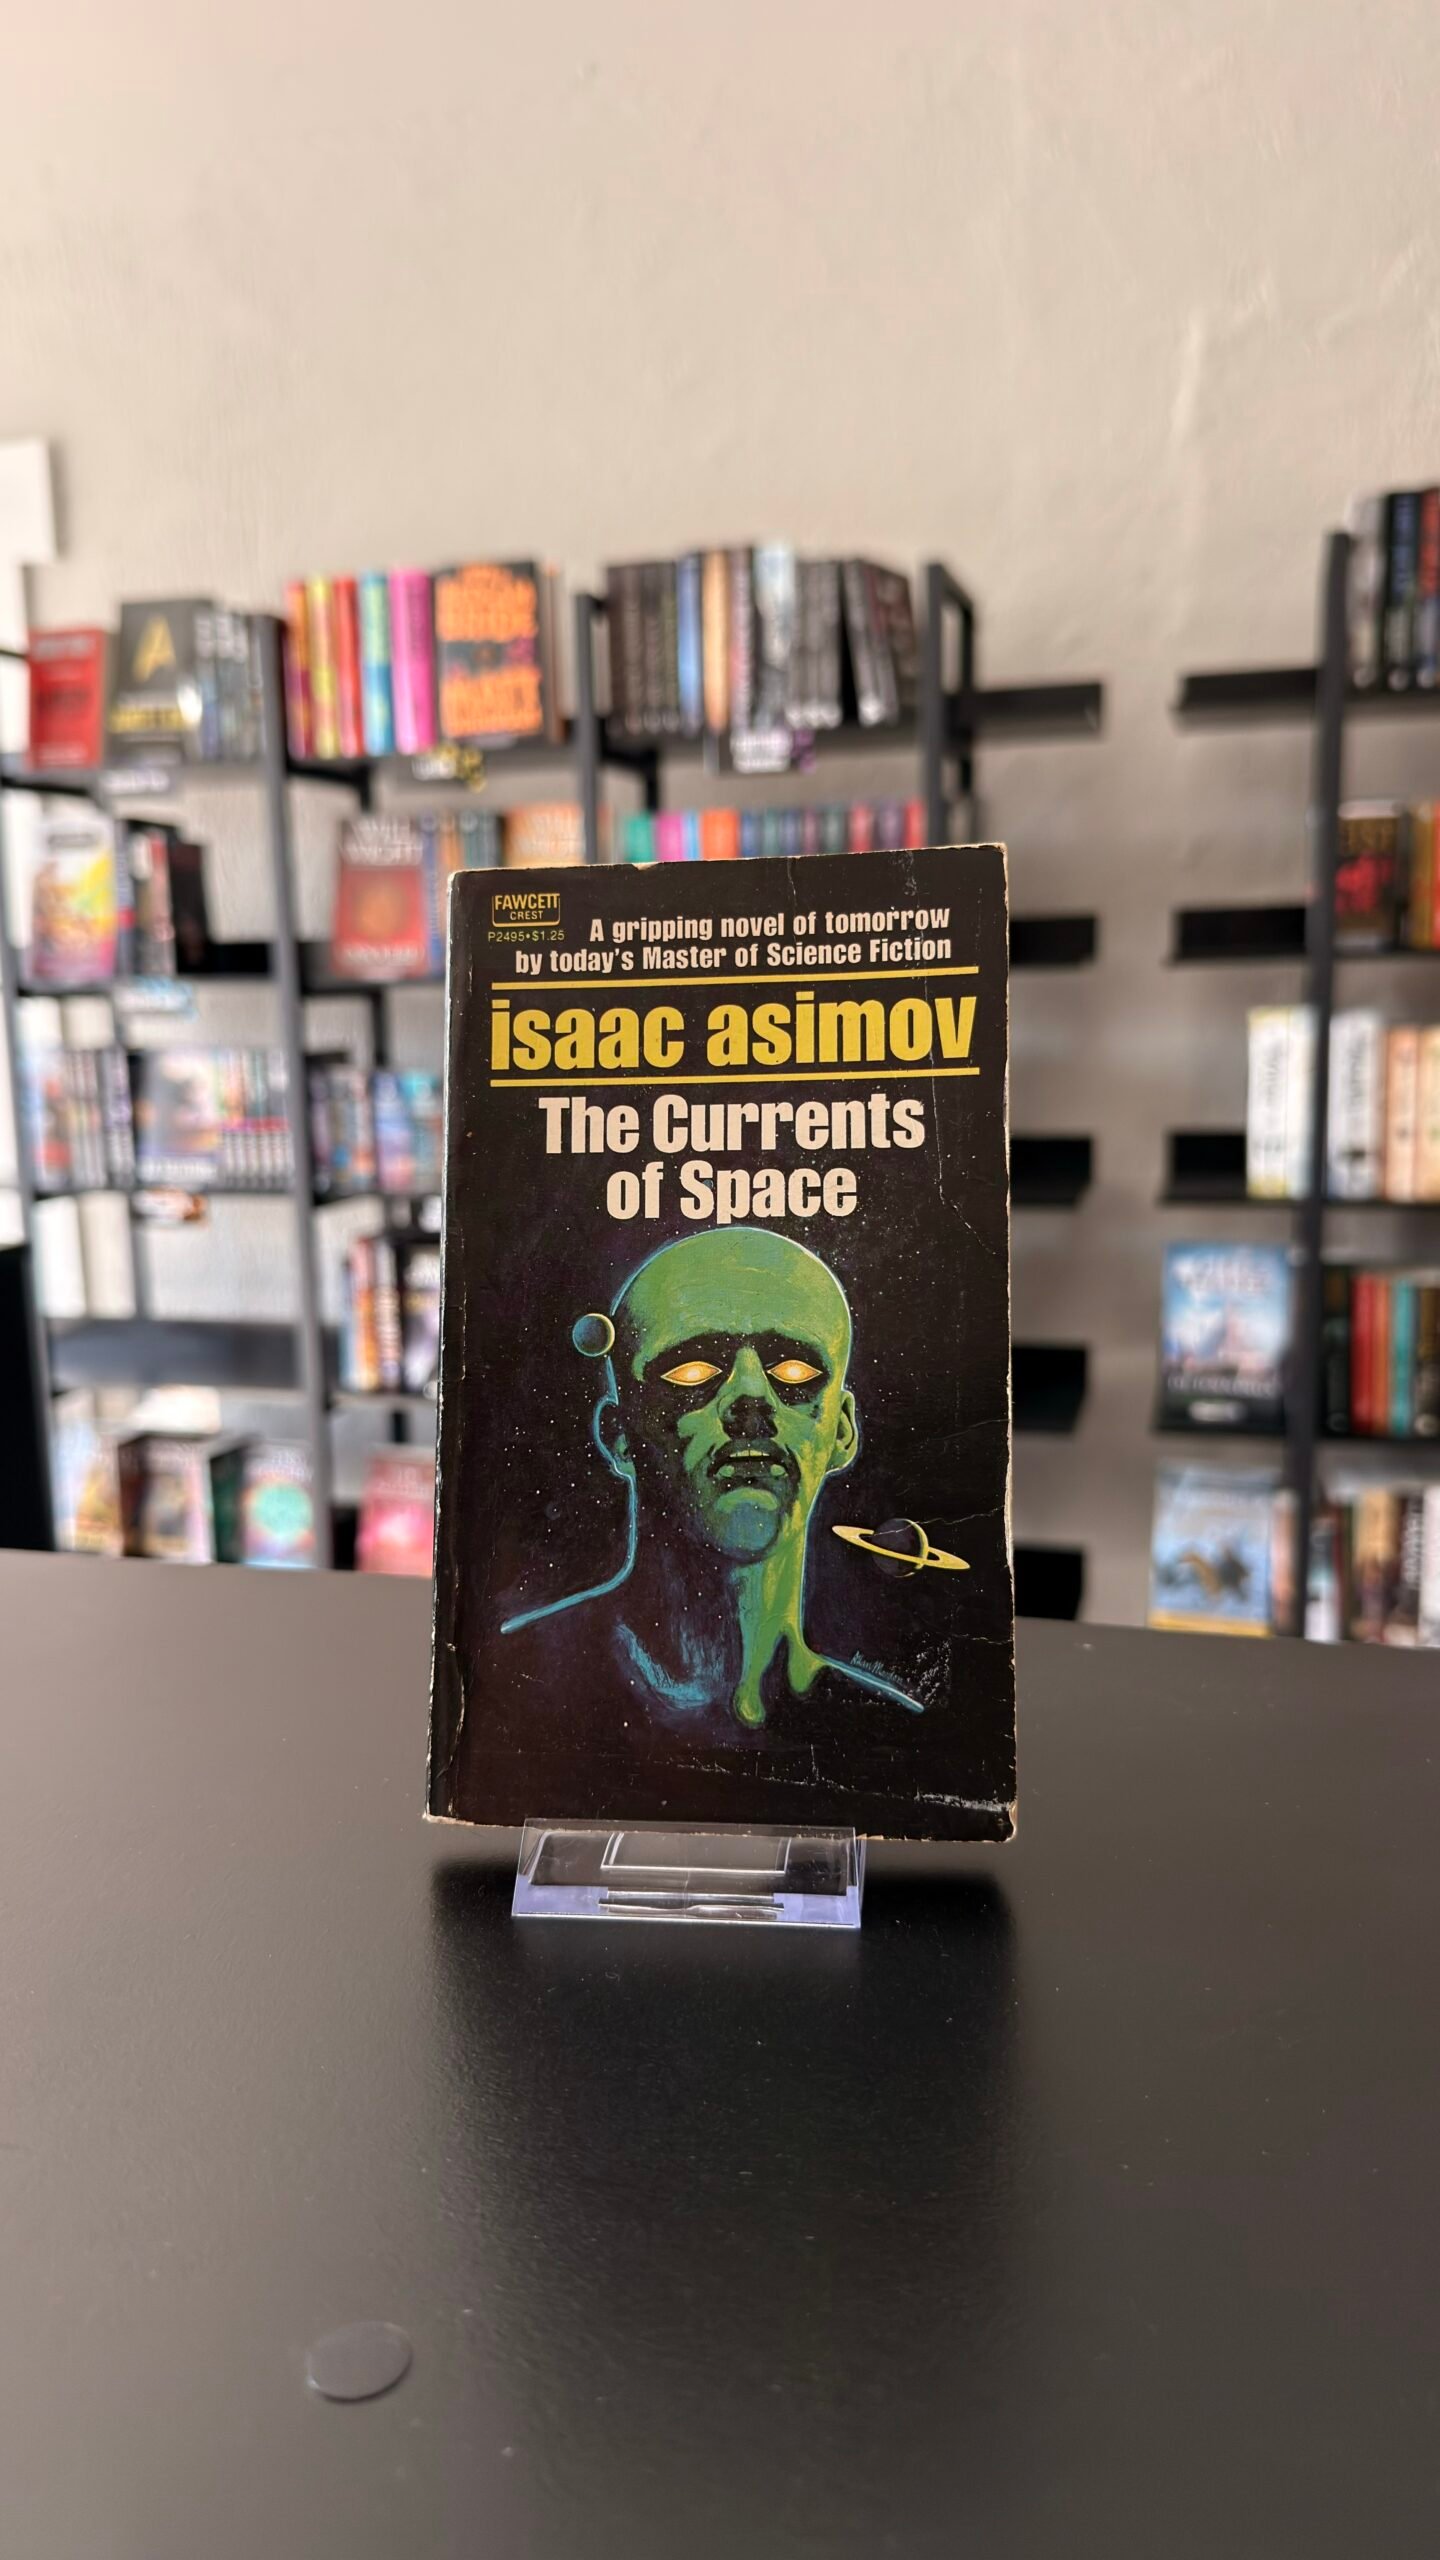 FAWCETT
CREST
P2495•$1.25
A gripping novel of tomorrow
by today's Master of Science Fiction
isaac asimov
The Currents
of Space